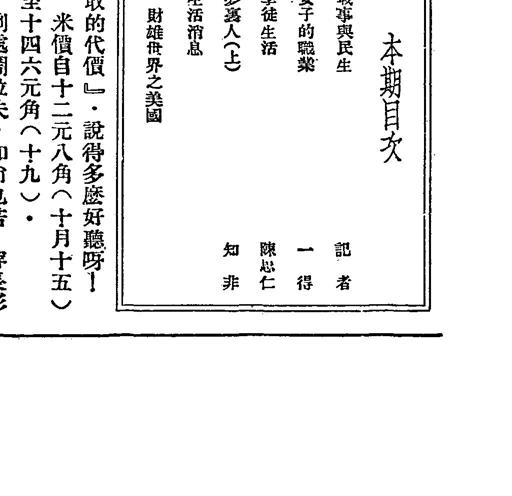 本期目次
戰事與民生 記者
女子的職業 一得
學徒生活 陳思仁
步裏人(上) 知非
生活消息
財雄世界之美國
取的代價』．說得多麽好聽呀！
米價自十二元八角(十月十五)
至十四六元角(十九)．